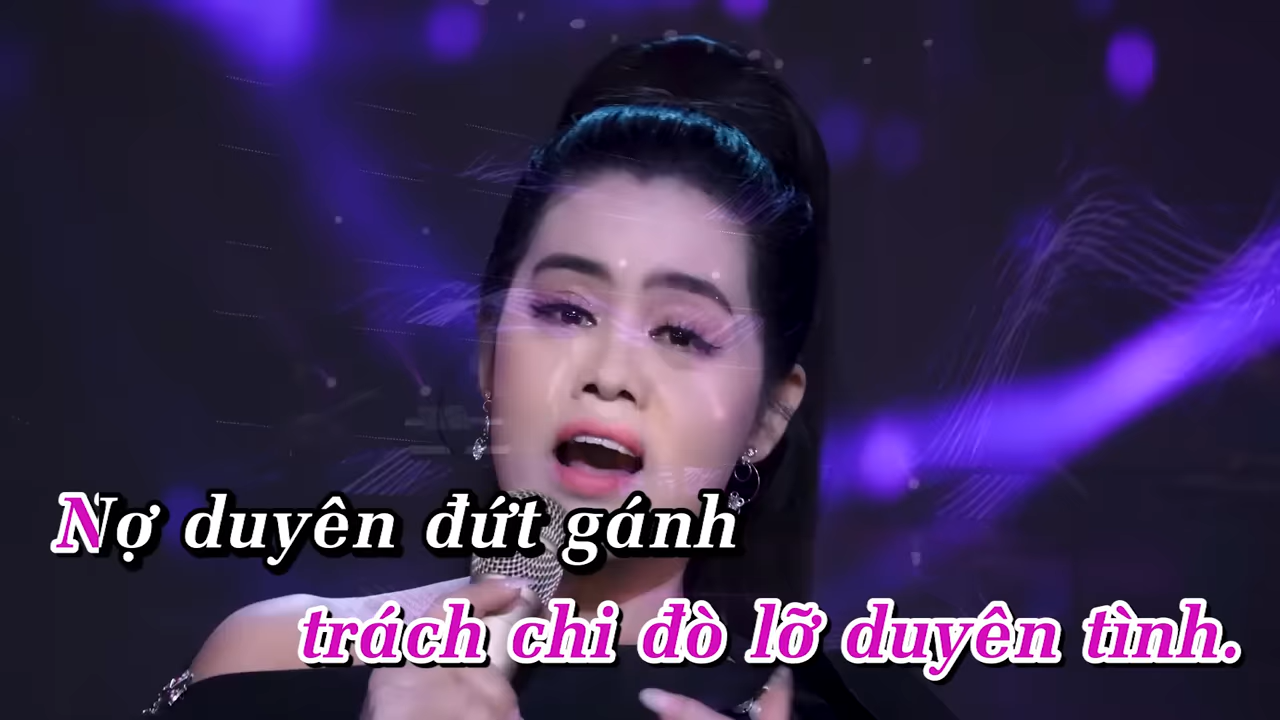 Nợ duyên đứt gánh
trách chi đò lỡ duyên tình.